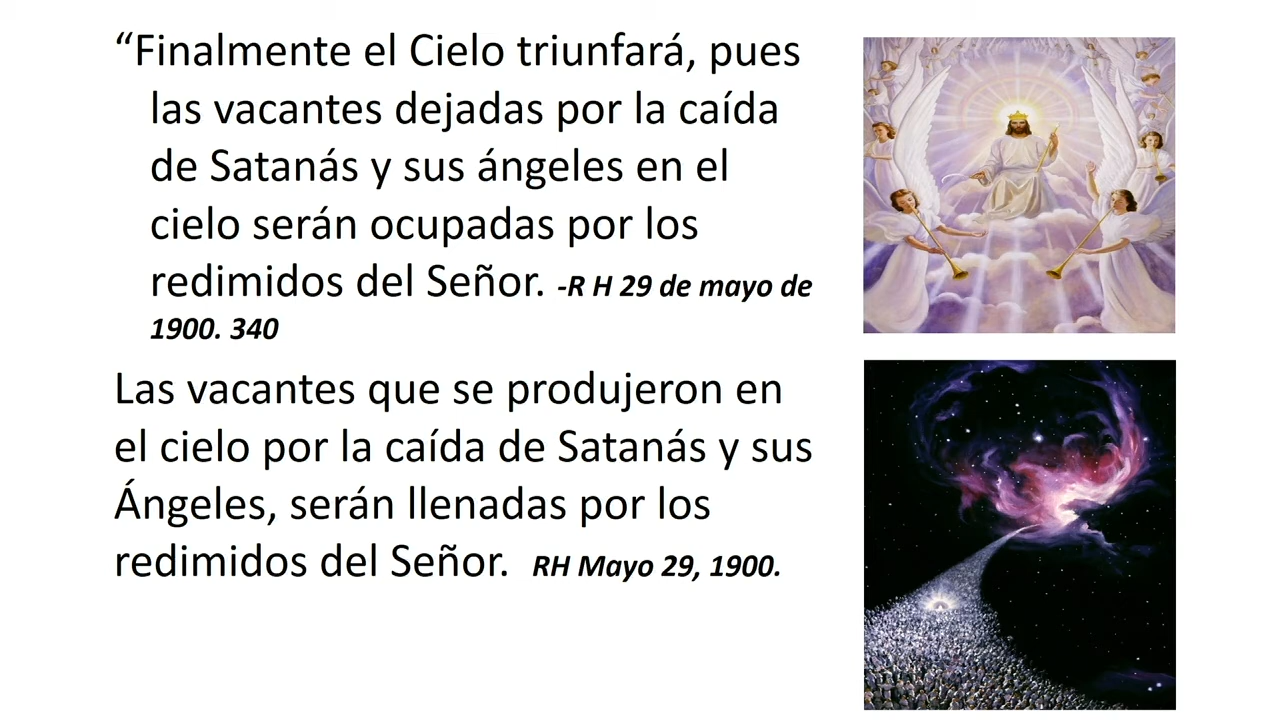 “Finalmente el Cielo triunfará, pues
las vacantes dejadas por la caída
de Satanás y sus ángeles en el
cielo serán ocupadas por los
redimidos del Señor. -R H 29 de mayo de
1900. 340
Las vacantes que se produjeron en
el cielo por la caída de Satanás y sus
Ángeles, serán llenadas por los
redimidos del Señor. RH Mayo 29, 1900.